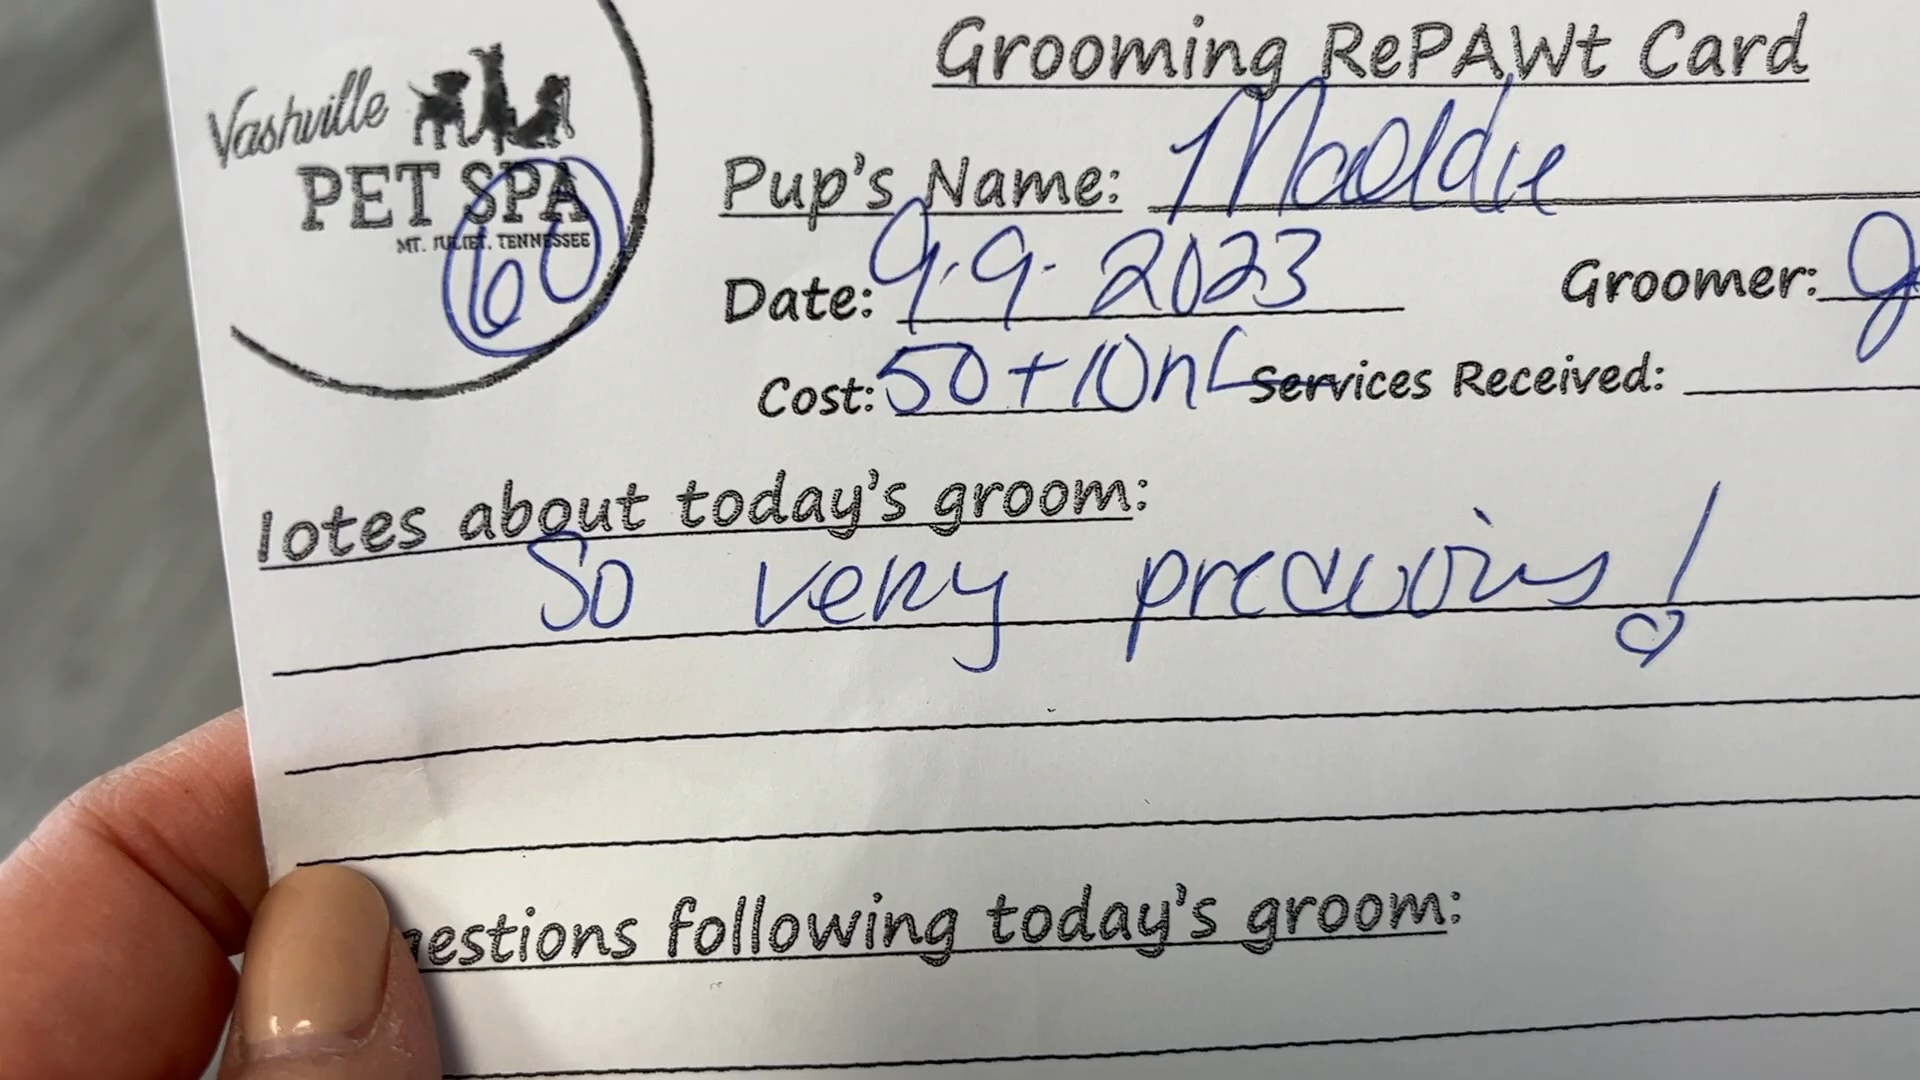 Grooming RePAWt Card
Vashville
PET SPA
MT. JULIET, TENNESSEE
60
Pup's Name:
Date: 9.9. 2023 Groomer:
Cost: 50 + 10 Services Received:
lotes about today's groom:
So very precious!
estions following today's groom: